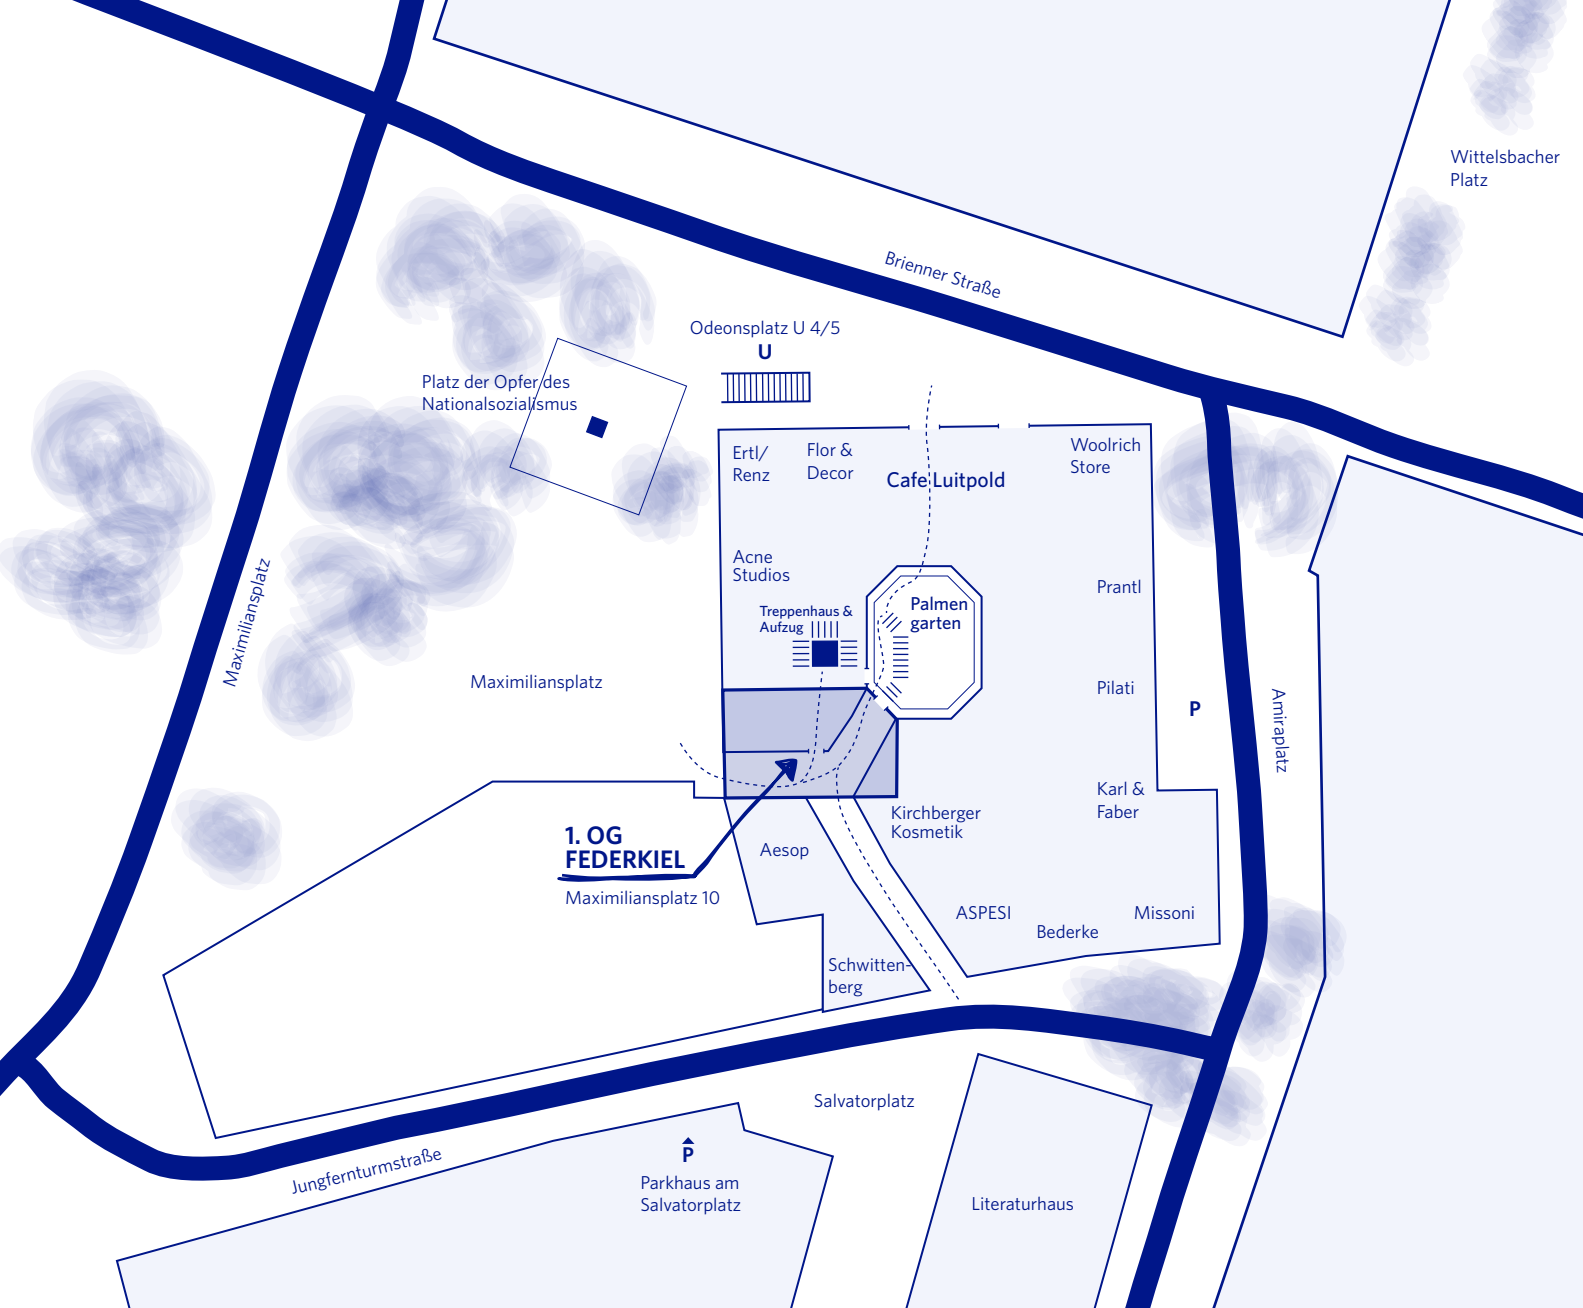 Wittelsbacher
Platz
Brienner Straße
Odeonsplatz U 4/5
U
Platz der Opfer des
Nationalsozialismus
Ertl/
Renz
Flor &
Decor
Cafe Luitpold
Woolrich
Store
Acne
Studios
Treppenhaus &
Aufzug
Palmen
garten
Prantl
Maximiliansplatz
Maximiliansplatz
Pilati
P
Amiraplatz
Karl &
Faber
Kirchberger
Kosmetik
1. OG
FEDERKIEL
Maximiliansplatz 10
Aesop
ASPESI
Bederke
Missoni
Schwitten-
berg
Salvatorplatz
Jungfernturmstraße
P
Parkhaus am
Salvatorplatz
Literaturhaus